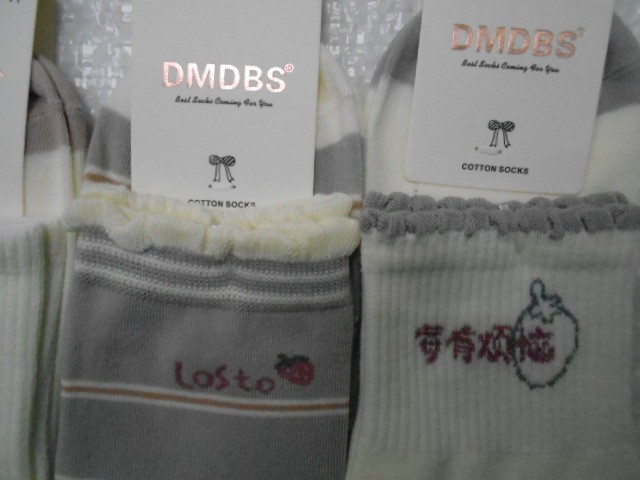 DMDBS®
Best Socks Coming For You
COTTON SOCKS
Losto
DMDBS
Best Socks Coming For You
COTTON SOCKS
莓有烦恼